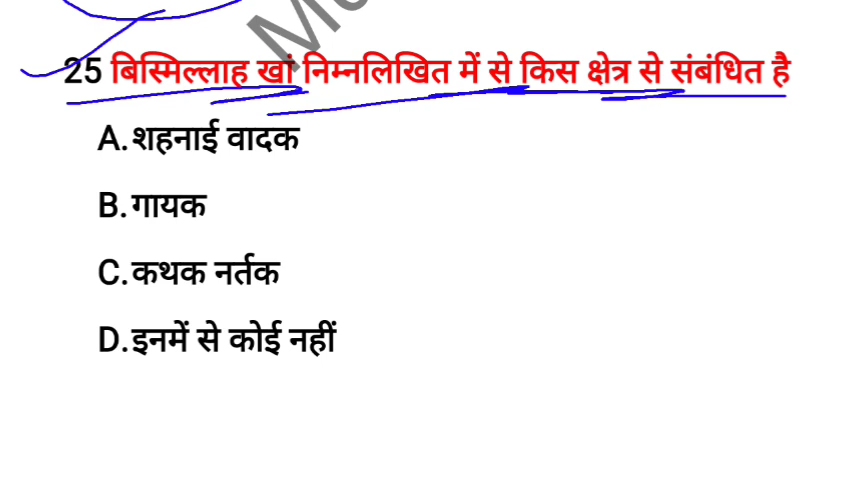 25 बिस्मिल्लाह खां निम्नलिखित में से किस क्षेत्र से संबंधित है
A.शहनाई वादक
B.गायक
C.कथक नर्तक
D.इनमें से कोई नहीं